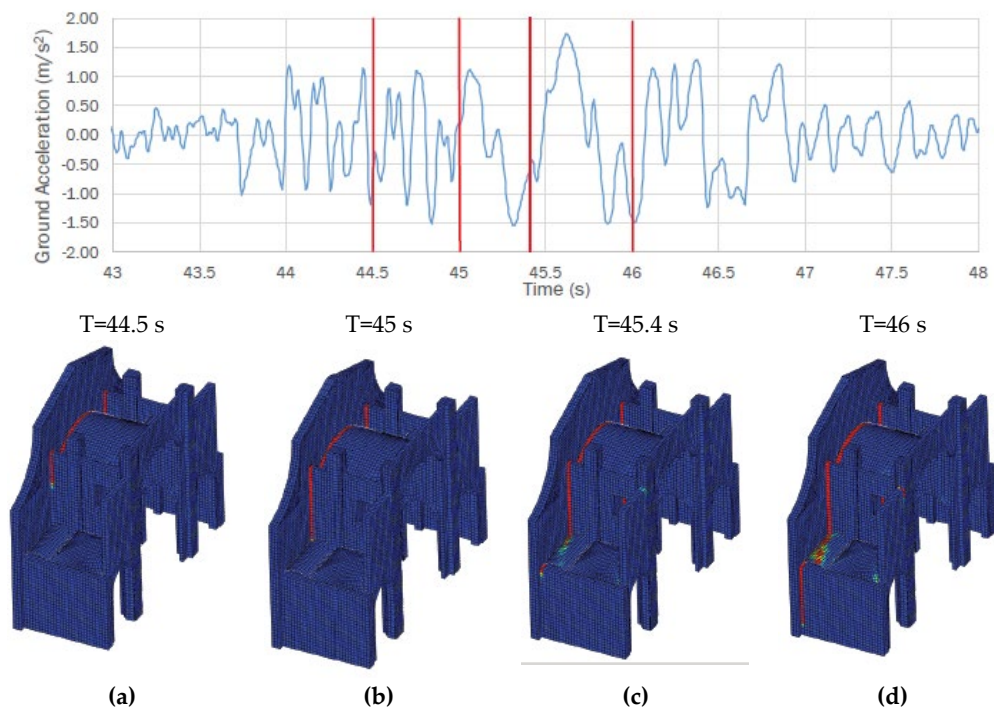 2.00
1.50
1.00
0.50
0.00
-0.50
-1.00
-1.50
-2.00
Ground Acceleration (m/s²)
43 43.5 44 44.5 45 45.5 46 46.5 47 47.5 48
Time (s)
T=44.5 s T=45 s T=45.4 s T=46 s
(a) (b) (c) (d)